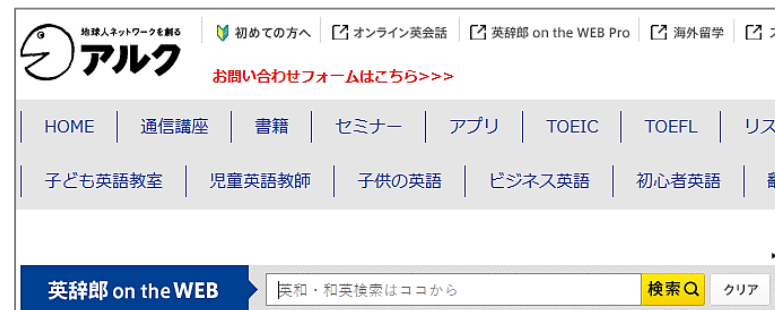 地球人ネットワークを創る
アルク
初めての方へ オンライン英会話 英辞郎 on the WEB Pro 海外留学
お問い合わせフォームはこちら>>>
HOME 通信講座 書籍 セミナー アプリ TOEIC TOEFL リス
子ども英語教室 児童英語教師 子供の英語 ビジネス英語 初心者英語
英辞郎 on the WEB 英和・和英検索はココから 検索 クリア